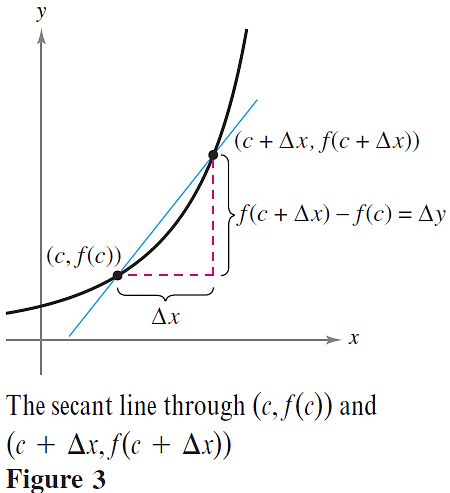 y
(c + Δx, f(c + Δx))
f(c + Δx) − f(c) = Δy
(c, f(c))
Δx
x
The secant line through (c, f(c)) and
(c + Δx, f(c + Δx))
Figure 3